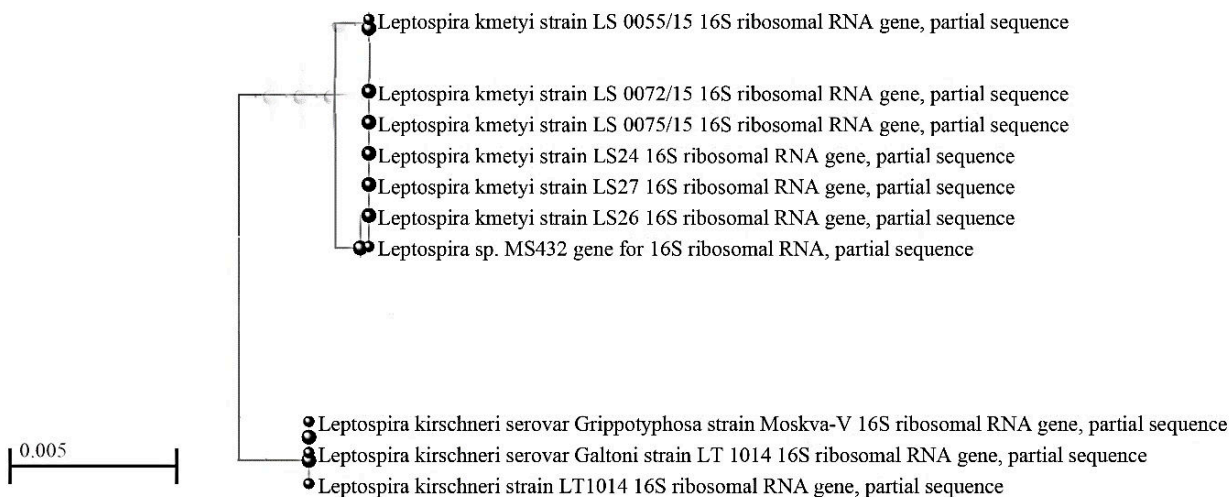 Leptospira kmetyi strain LS 0055/15 16S ribosomal RNA gene, partial sequence
Leptospira kmetyi strain LS 0072/15 16S ribosomal RNA gene, partial sequence
Leptospira kmetyi strain LS 0075/15 16S ribosomal RNA gene, partial sequence
Leptospira kmetyi strain LS24 16S ribosomal RNA gene, partial sequence
Leptospira kmetyi strain LS27 16S ribosomal RNA gene, partial sequence
Leptospira kmetyi strain LS26 16S ribosomal RNA gene, partial sequence
Leptospira sp. MS432 gene for 16S ribosomal RNA, partial sequence
Leptospira kirschneri serovar Grippotyphosa strain Moskva-V 16S ribosomal RNA gene, partial sequence
0.005
Leptospira kirschneri serovar Galtoni strain LT 1014 16S ribosomal RNA gene, partial sequence
Leptospira kirschneri strain LT1014 16S ribosomal RNA gene, partial sequence